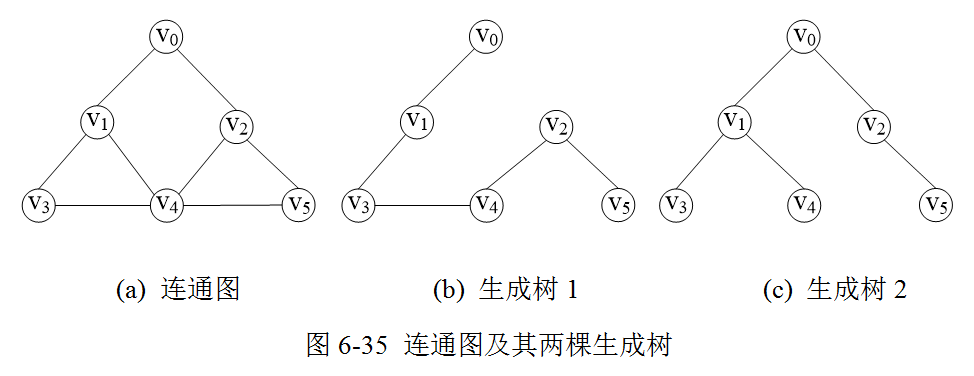 v0 v0 v0
v1 v2 v1 v2 v1 v2
v3 v4 v5 v3 v4 v5 v3 v4 v5
(a) 连通图 (b) 生成树 1 (c) 生成树 2
图 6-35 连通图及其两棵生成树